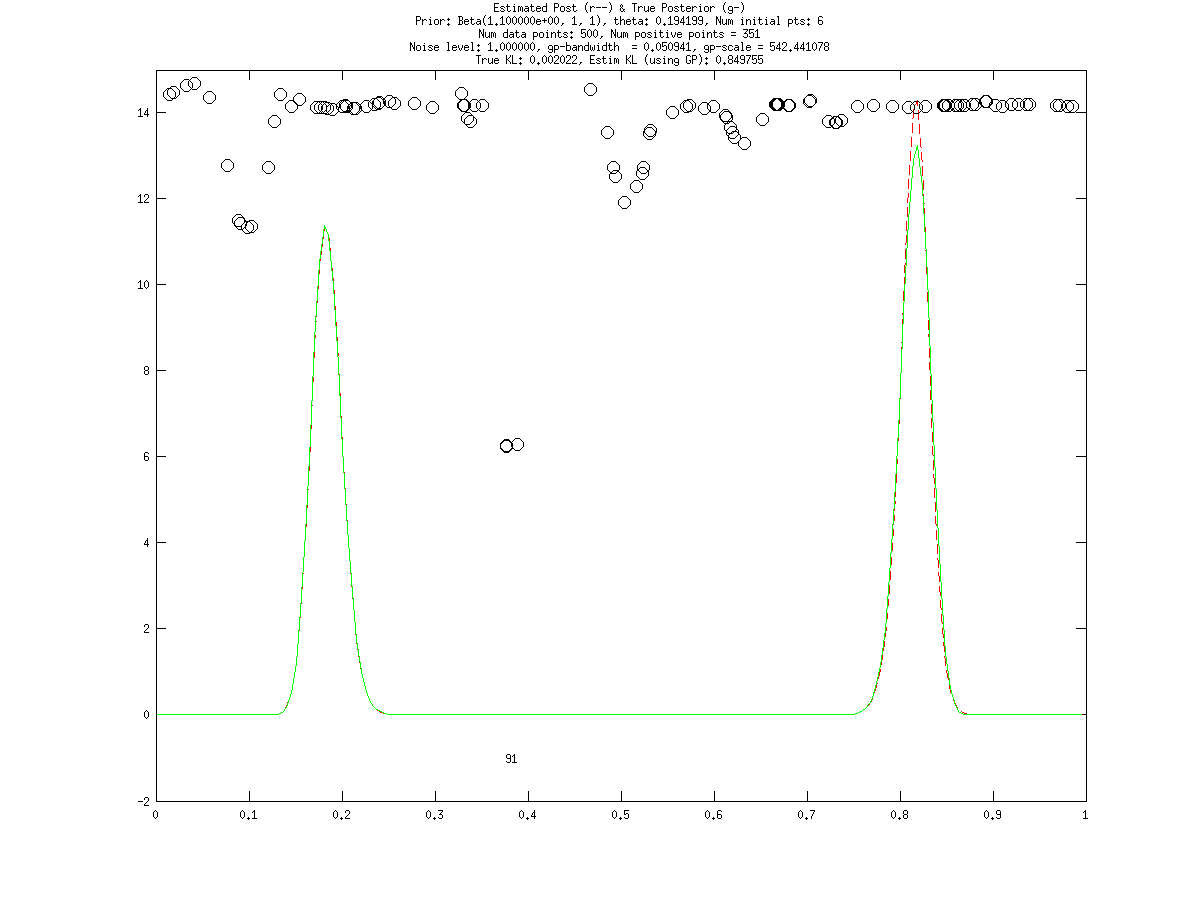 Estimated Post (r--) & True Posterior (g-)
Prior: Beta(1.100000e+00, 1, 1), theta: 0.194199, Num initial pts: 6
Num data points: 500, Num positive points = 351
Noise level: 1.000000, gp-bandwidth  = 0.050941, gp-scale = 542.441078
True KL: 0.002022, Estim KL (using GP): 0.849755
14
12
10
8
6
4
2
0
91
-2
0 0.1 0.2 0.3 0.4 0.5 0.6 0.7 0.8 0.9 1